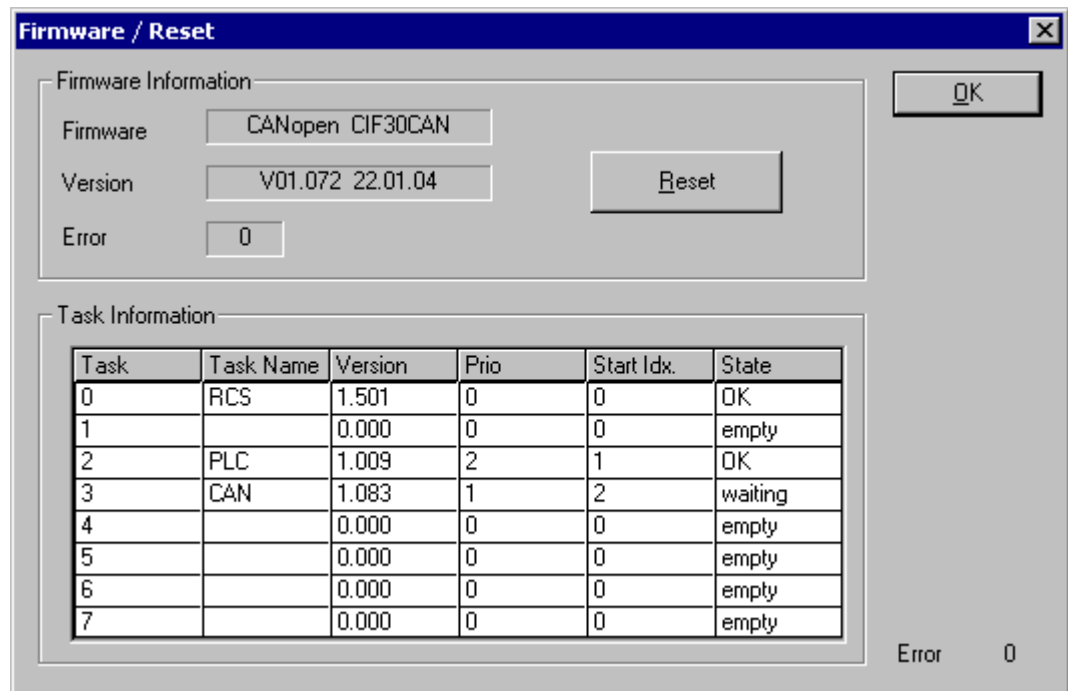 Firmware / Reset
Firmware Information
OK
Firmware CANopen CIF30CAN
Version V01.072 22.01.04
Reset
Error 0
Task Information
Task Task Name Version Prio Start Idx. State
0 RCS 1.501 0 0 OK
1 0.000 0 0 empty
2 PLC 1.009 2 1 OK
3 CAN 1.083 1 2 waiting
4 0.000 0 0 empty
5 0.000 0 0 empty
6 0.000 0 0 empty
7 0.000 0 0 empty
Error 0